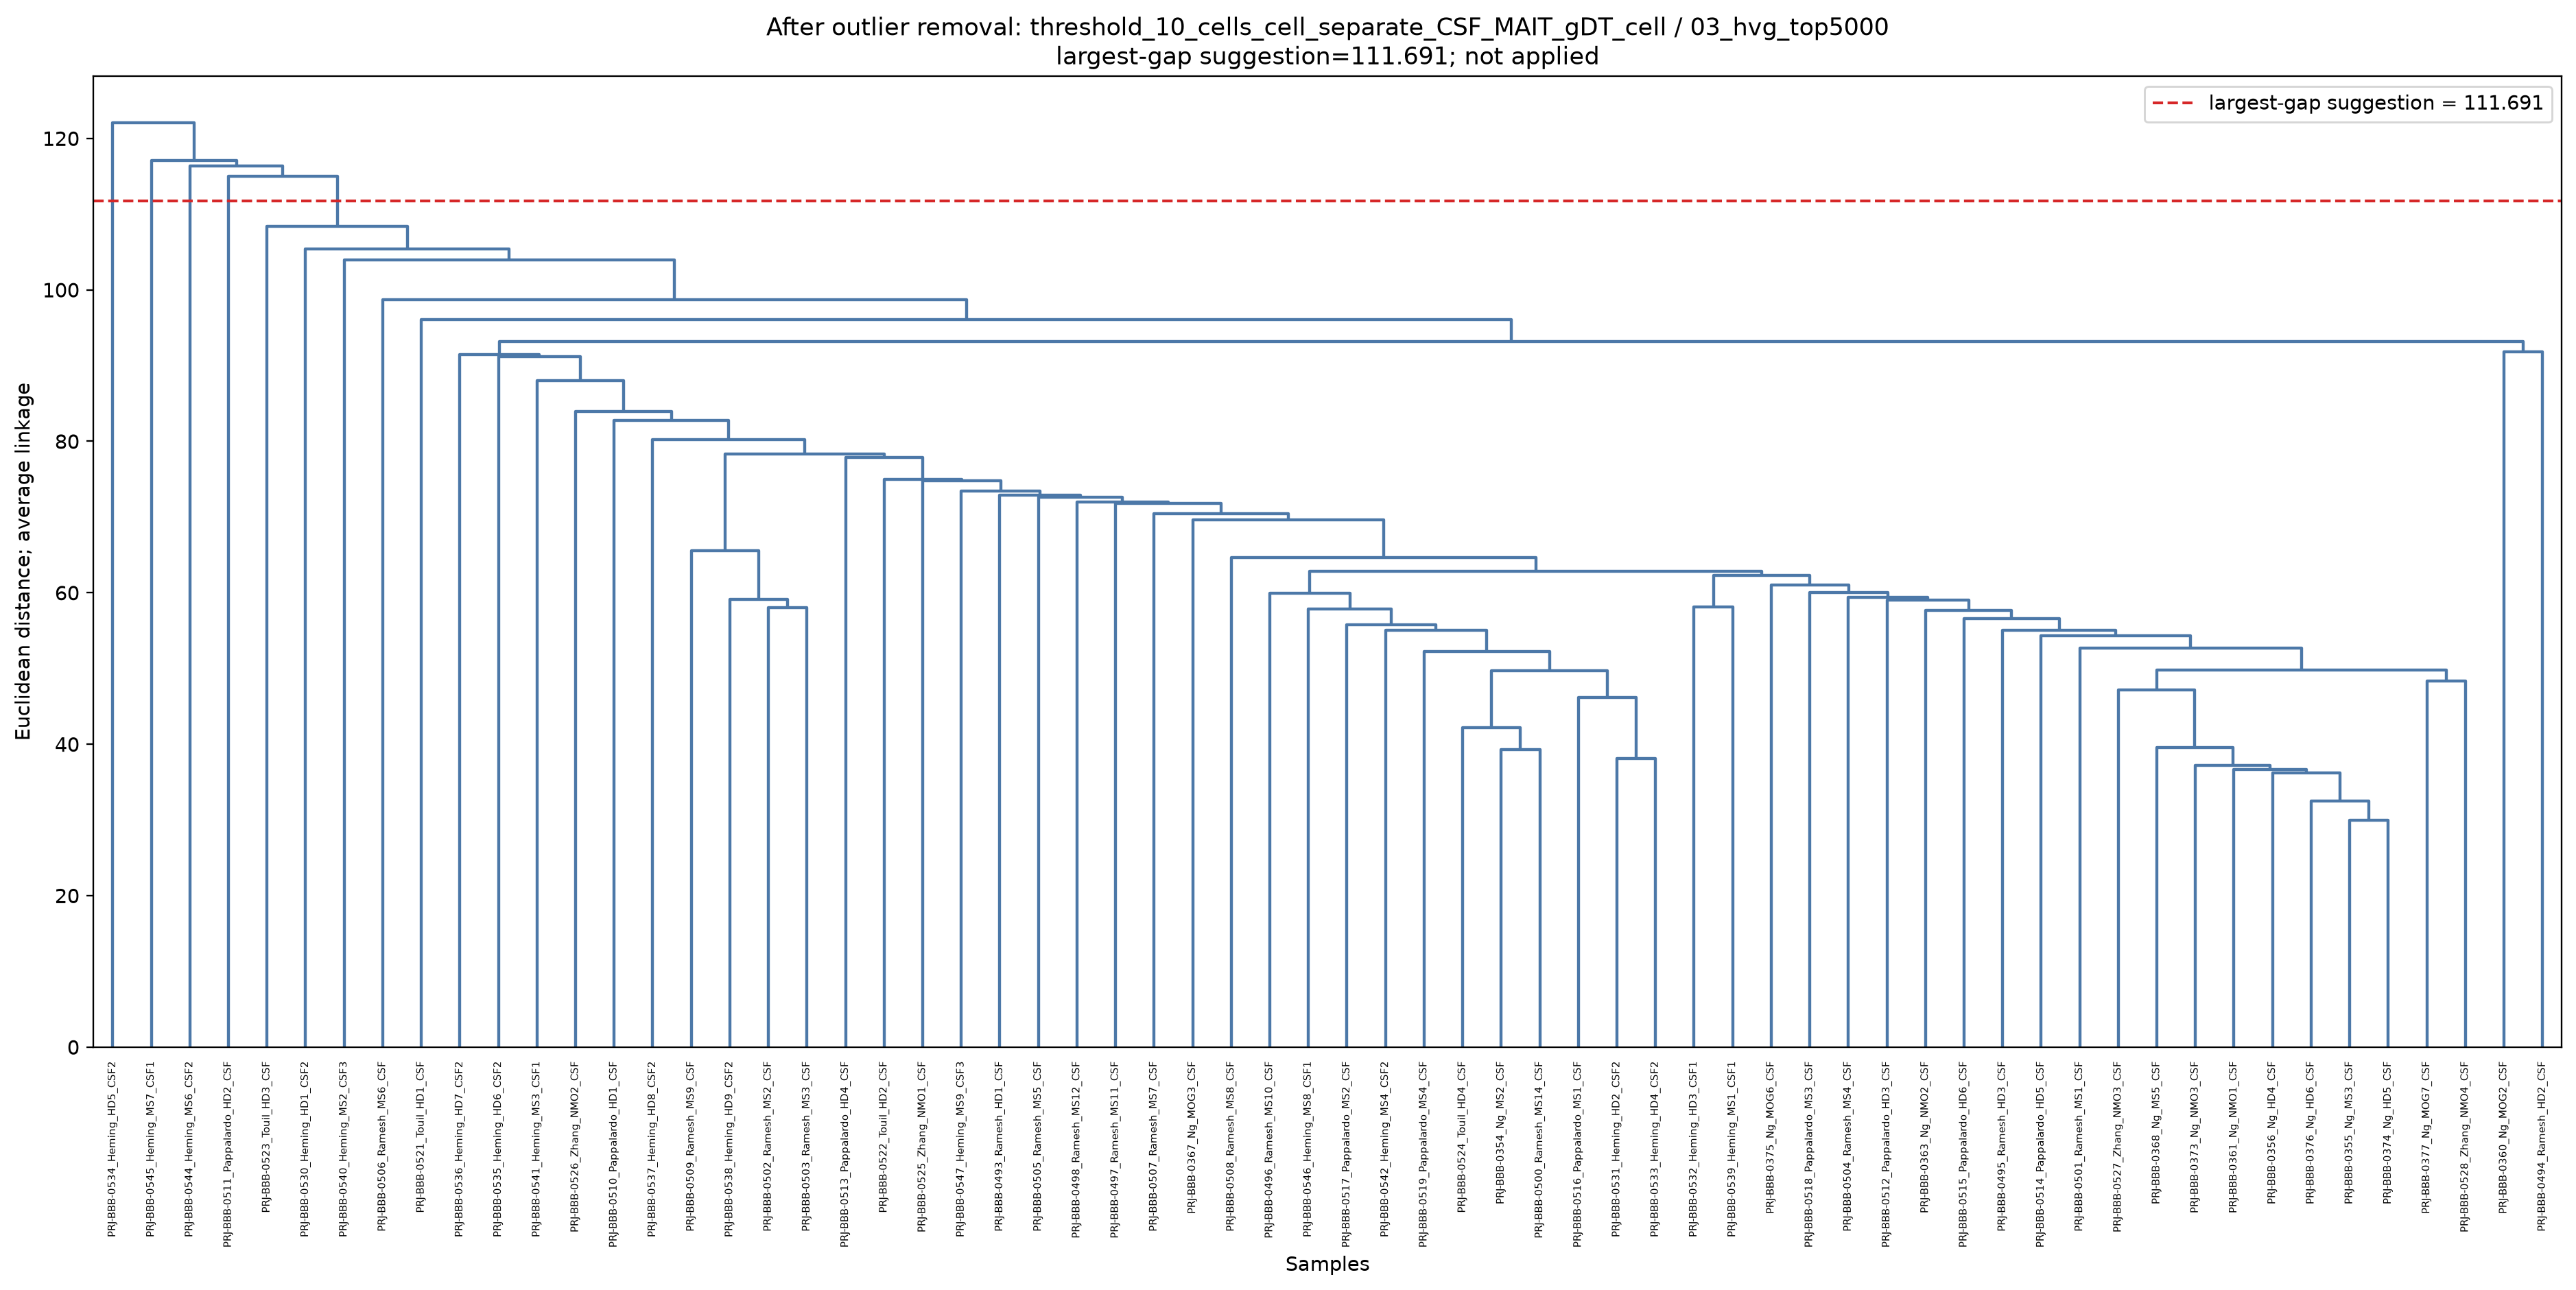 After outlier removal: threshold_10_cells_cell_separate_CSF_MAIT_gDT_cell / 03_hvg_top5000
largest-gap suggestion=111.691; not applied
largest-gap suggestion = 111.691
Euclidean distance; average linkage
120
100
80
60
40
20
0
PRJ-BBB-0534_Heming_HD5_CSF2
PRJ-BBB-0545_Heming_MS7_CSF1
PRJ-BBB-0544_Heming_MS6_CSF2
PRJ-BBB-0511_Pappalardo_HD2_CSF
PRJ-BBB-0523_Touil_HD3_CSF
PRJ-BBB-0530_Heming_HD1_CSF2
PRJ-BBB-0540_Heming_MS2_CSF3
PRJ-BBB-0506_Ramesh_MS6_CSF
PRJ-BBB-0521_Touil_HD1_CSF
PRJ-BBB-0536_Heming_HD7_CSF2
PRJ-BBB-0535_Heming_HD6_CSF2
PRJ-BBB-0541_Heming_MS3_CSF1
PRJ-BBB-0526_Zhang_NMO2_CSF
PRJ-BBB-0510_Pappalardo_HD1_CSF
PRJ-BBB-0537_Heming_HD8_CSF2
PRJ-BBB-0509_Ramesh_MS9_CSF
PRJ-BBB-0538_Heming_HD9_CSF2
PRJ-BBB-0502_Ramesh_MS2_CSF
PRJ-BBB-0503_Ramesh_MS3_CSF
PRJ-BBB-0513_Pappalardo_HD4_CSF
PRJ-BBB-0522_Touil_HD2_CSF
PRJ-BBB-0525_Zhang_NMO1_CSF
PRJ-BBB-0547_Heming_MS9_CSF3
PRJ-BBB-0493_Ramesh_HD1_CSF
PRJ-BBB-0505_Ramesh_MS5_CSF
PRJ-BBB-0498_Ramesh_MS12_CSF
PRJ-BBB-0497_Ramesh_MS11_CSF
PRJ-BBB-0507_Ramesh_MS7_CSF
PRJ-BBB-0367_Ng_MOG3_CSF
PRJ-BBB-0508_Ramesh_MS8_CSF
PRJ-BBB-0496_Ramesh_MS10_CSF
PRJ-BBB-0546_Heming_MS8_CSF1
PRJ-BBB-0517_Pappalardo_MS2_CSF
PRJ-BBB-0542_Heming_MS4_CSF2
PRJ-BBB-0519_Pappalardo_MS4_CSF
PRJ-BBB-0524_Touil_HD4_CSF
PRJ-BBB-0354_Ng_MS2_CSF
PRJ-BBB-0500_Ramesh_MS14_CSF
PRJ-BBB-0516_Pappalardo_MS1_CSF
PRJ-BBB-0531_Heming_HD2_CSF2
PRJ-BBB-0533_Heming_HD4_CSF2
PRJ-BBB-0532_Heming_HD3_CSF1
PRJ-BBB-0539_Heming_MS1_CSF1
PRJ-BBB-0375_Ng_MOG6_CSF
PRJ-BBB-0518_Pappalardo_MS3_CSF
PRJ-BBB-0504_Ramesh_MS4_CSF
PRJ-BBB-0512_Pappalardo_HD3_CSF
PRJ-BBB-0363_Ng_NMO2_CSF
PRJ-BBB-0515_Pappalardo_HD6_CSF
PRJ-BBB-0495_Ramesh_HD3_CSF
PRJ-BBB-0514_Pappalardo_HD5_CSF
PRJ-BBB-0501_Ramesh_MS1_CSF
PRJ-BBB-0527_Zhang_NMO3_CSF
PRJ-BBB-0368_Ng_MS5_CSF
PRJ-BBB-0373_Ng_NMO3_CSF
PRJ-BBB-0361_Ng_NMO1_CSF
PRJ-BBB-0356_Ng_HD4_CSF
PRJ-BBB-0376_Ng_HD6_CSF
PRJ-BBB-0355_Ng_MS3_CSF
PRJ-BBB-0374_Ng_HD5_CSF
PRJ-BBB-0377_Ng_MOG7_CSF
PRJ-BBB-0528_Zhang_NMO4_CSF
PRJ-BBB-0360_Ng_MOG2_CSF
PRJ-BBB-0494_Ramesh_HD2_CSF
Samples